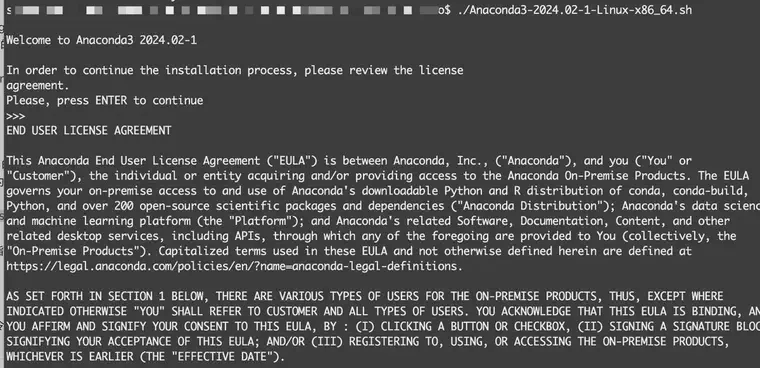 o$ ./Anaconda3-2024.02-1-Linux-x86_64.sh
Welcome to Anaconda3 2024.02-1
In order to continue the installation process, please review the license
agreement.
Please, press ENTER to continue
>>>
END USER LICENSE AGREEMENT
This Anaconda End User License Agreement ("EULA") is between Anaconda, Inc., ("Anaconda"), and you ("You" or
"Customer"), the individual or entity acquiring and/or providing access to the Anaconda On-Premise Products. The EULA
governs your on-premise access to and use of Anaconda's downloadable Python and R distribution of conda, conda-build,
Python, and over 200 open-source scientific packages and dependencies ("Anaconda Distribution"); Anaconda's data scienc
and machine learning platform (the "Platform"); and Anaconda's related Software, Documentation, Content, and other
related desktop services, including APIs, through which any of the foregoing are provided to You (collectively, the
"On-Premise Products"). Capitalized terms used in these EULA and not otherwise defined herein are defined at
https://legal.anaconda.com/policies/en/?name=anaconda-legal-definitions.
AS SET FORTH IN SECTION 1 BELOW, THERE ARE VARIOUS TYPES OF USERS FOR THE ON-PREMISE PRODUCTS, THUS, EXCEPT WHERE
INDICATED OTHERWISE "YOU" SHALL REFER TO CUSTOMER AND ALL TYPES OF USERS. YOU ACKNOWLEDGE THAT THIS EULA IS BINDING, AN
YOU AFFIRM AND SIGNIFY YOUR CONSENT TO THIS EULA, BY : (I) CLICKING A BUTTON OR CHECKBOX, (II) SIGNING A SIGNATURE BLOC
SIGNIFYING YOUR ACCEPTANCE OF THIS EULA; AND/OR (III) REGISTERING TO, USING, OR ACCESSING THE ON-PREMISE PRODUCTS,
WHICHEVER IS EARLIER (THE "EFFECTIVE DATE").